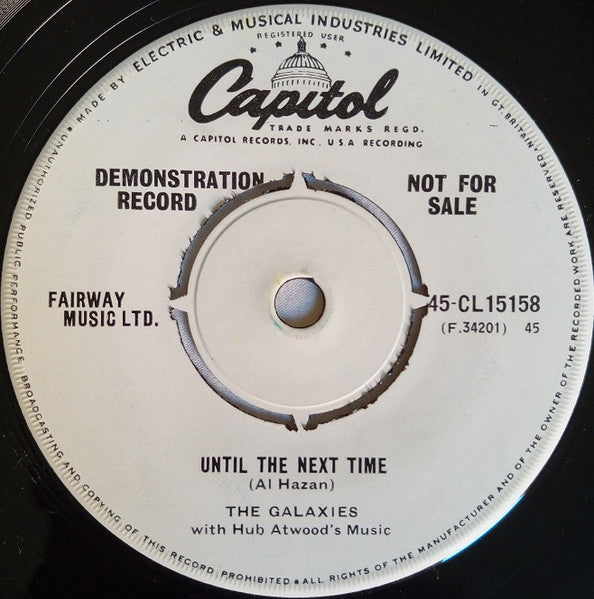 MADE BY ELECTRIC & MUSICAL INDUSTRIES LIMITED IN GT BRITAIN • RESERVED
REGISTERED USER
Capitol
TRADE MARKS REGD.
A CAPITOL RECORDS, INC. U.S.A RECORDING
DEMONSTRATION
RECORD
NOT FOR
SALE
FAIRWAY
MUSIC LTD.
45-CL15158
(F.34201) 45
UNTIL THE NEXT TIME
(Al Hazan)
THE GALAXIES
with Hub Atwood's Music
UNAUTHORIZED PUBLIC PERFORMANCE BROADCASTING AND COPYING OF THIS RECORD PROHIBITED • ALL RIGHTS OF THE MANUFACTURER AND OF THE OWNER OF THE RECORDED WORK ARE